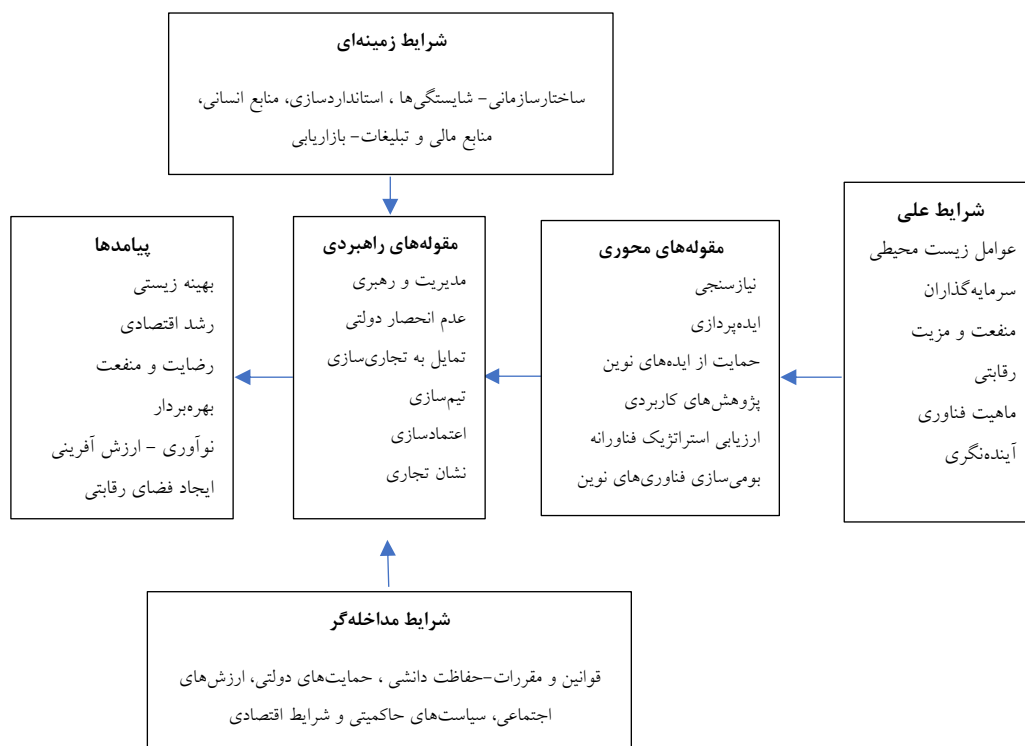 شرایط زمینه‌ای
ساختارسازمانی- شایستگی‌ها ، استانداردسازی، منابع انسانی،
منابع مالی و تبلیغات- بازاریابی
شرایط علی
عوامل زیست محیطی
سرمایه‌گذاران
منفعت و مزیت
رقابتی
ماهیت فناوری
آینده‌نگری
مقوله‌های محوری
نیازسنجی
ایده‌پردازی
حمایت از ایده‌های نوین
پژوهش‌های کاربردی
ارزیابی استراتژیک فناورانه
بومی‌سازی فناوری‌های نوین
مقوله‌های راهبردی
مدیریت و رهبری
عدم انحصار دولتی
تمایل به تجاری‌سازی
تیم‌سازی
اعتمادسازی
نشان تجاری
پیامدها
بهینه زیستی
رشد اقتصادی
رضایت و منفعت
بهره‌بردار
نوآوری - ارزش آفرینی
ایجاد فضای رقابتی
شرایط مداخله‌گر
قوانین و مقررات-حفاظت دانشی ، حمایت‌های دولتی، ارزش‌های
اجتماعی، سیاست‌های حاکمیتی و شرایط اقتصادی